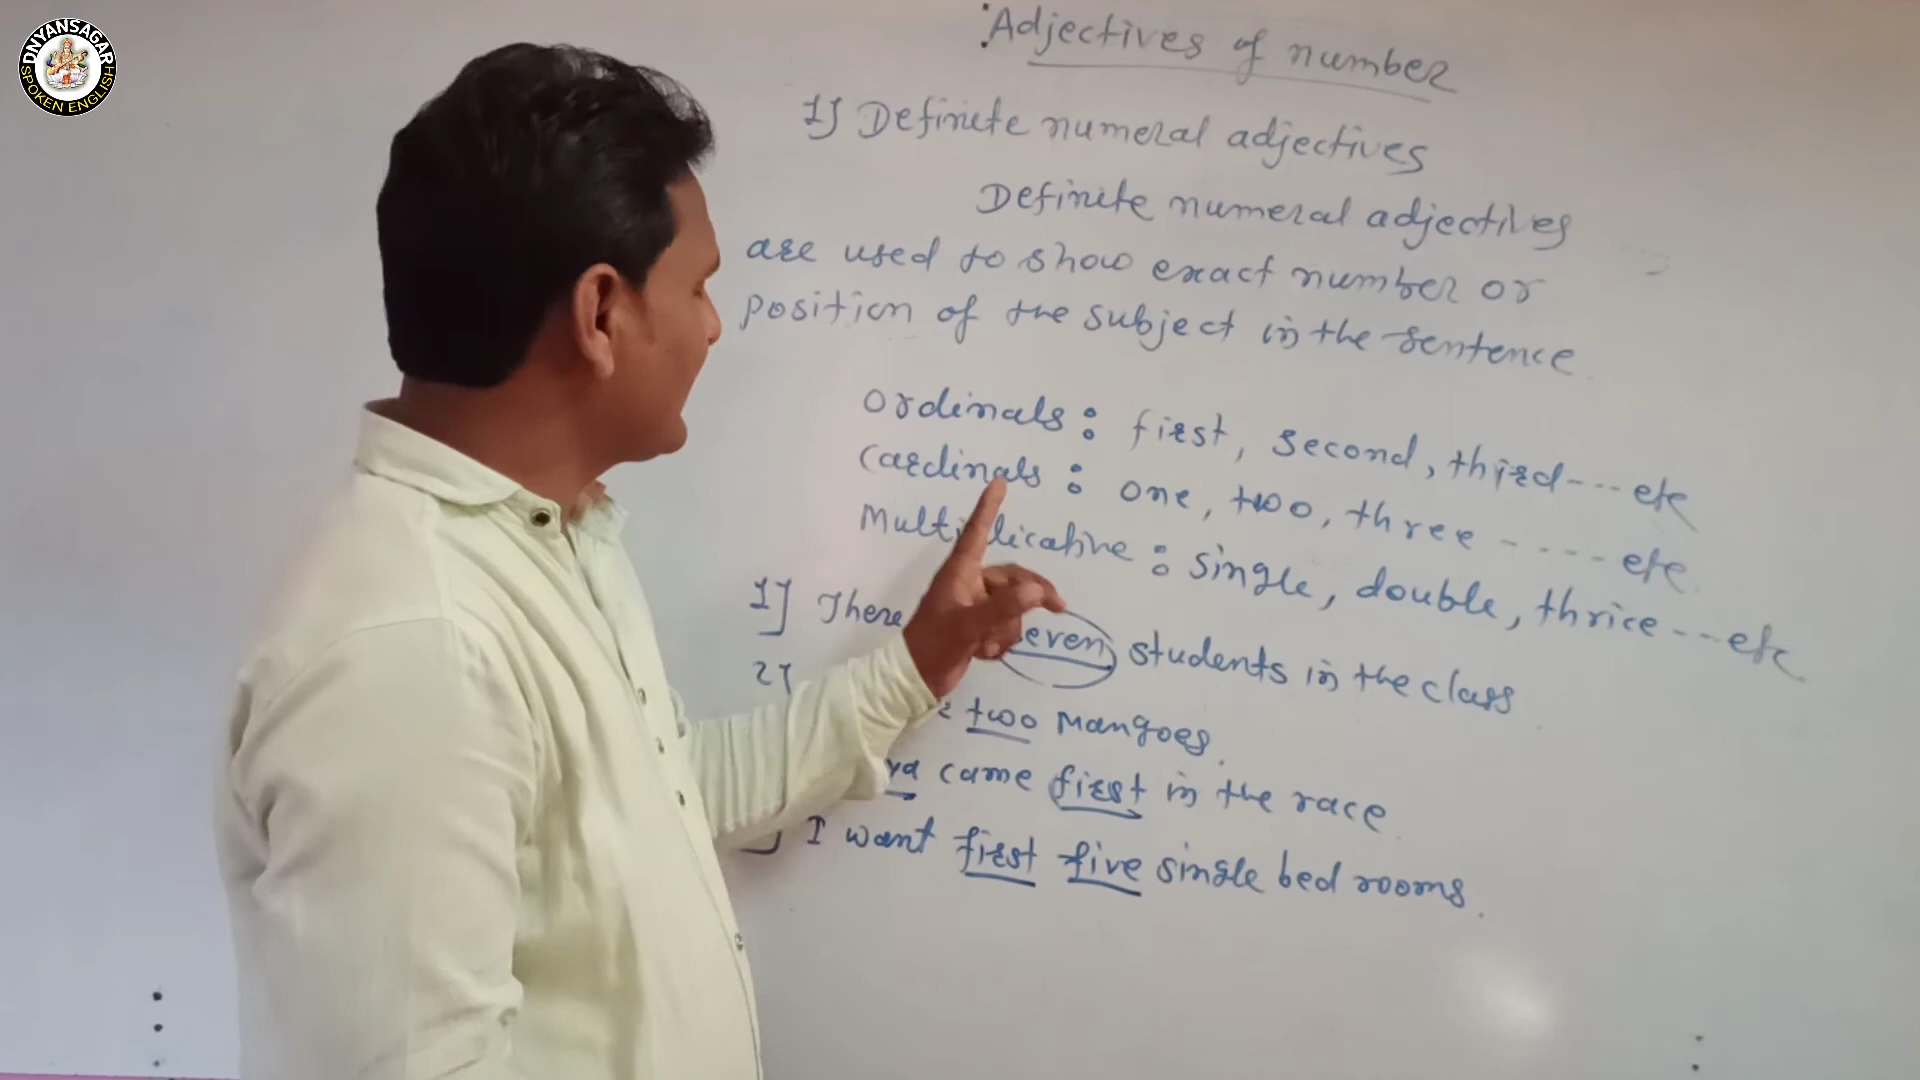 DNYANSAGAR
SPOKEN ENGLISH
Adjectives of number
1] Definite numeral adjectives
Definite numeral adjectives
are used to show exact number or
position of the subject in the sentence
Ordinals : first, second, third --- etc
Cardinals : one, two, three ----- etc.
Multiplicative : single, double, thrice --- etc
1] There seven students in the class
2] two Mangoes.
ya came first in the race.
] I want first five single bed rooms.